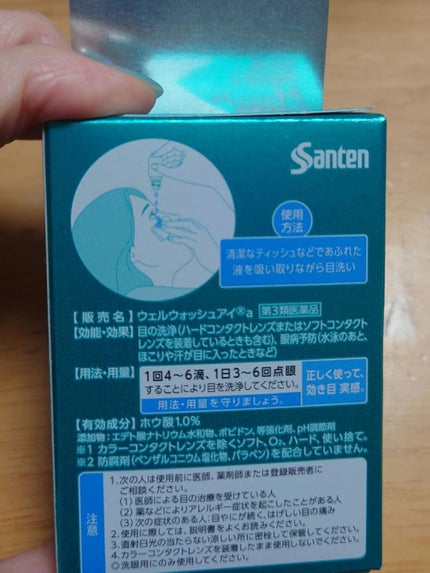 Santen
使用
方法
清潔なティッシュなどであふれた
液を吸い取りながら目洗い
【販売名】ウェルウォッシュアイ®a 第3類医薬品
【効能・効果】目の洗浄(ハードコンタクトレンズまたはソフトコンタクト
レンズを装着しているときも含む)、眼病予防(水泳のあと、
ほこりや汗が目に入ったときなど)
【用法・用量】1回4~6滴、1日3~6回点眼
することにより目を洗浄してください。
用法・用量を守りましょう。
正しく使って、
効き目 実感。
【有効成分】ホウ酸1.0%
添加物:エデト酸ナトリウム水和物、ポビドン、等張化剤、pH調節剤
※1 カラーコンタクトレンズを除くソフト、O₂、ハード、使い捨て。
※2 防腐剤(ベンザルコニウム塩化物、パラベン)を配合していません。
注意
1.次の人は使用前に医師、薬剤師または登録販売者に
ご相談ください。
(1)医師による目の治療を受けている人
(2)薬などによりアレルギー症状を起こしたことがある人
(3)次の症状のある人:目やにが続く、はげしい目の痛み
2.使用に際しては、説明書をよくお読みください。
3.直射日光の当たらない涼しい所に密栓して保管してください。
4.カラーコンタクトレンズを装着したまま使用しないでください。
◎洗眼用にのみ使用してください。